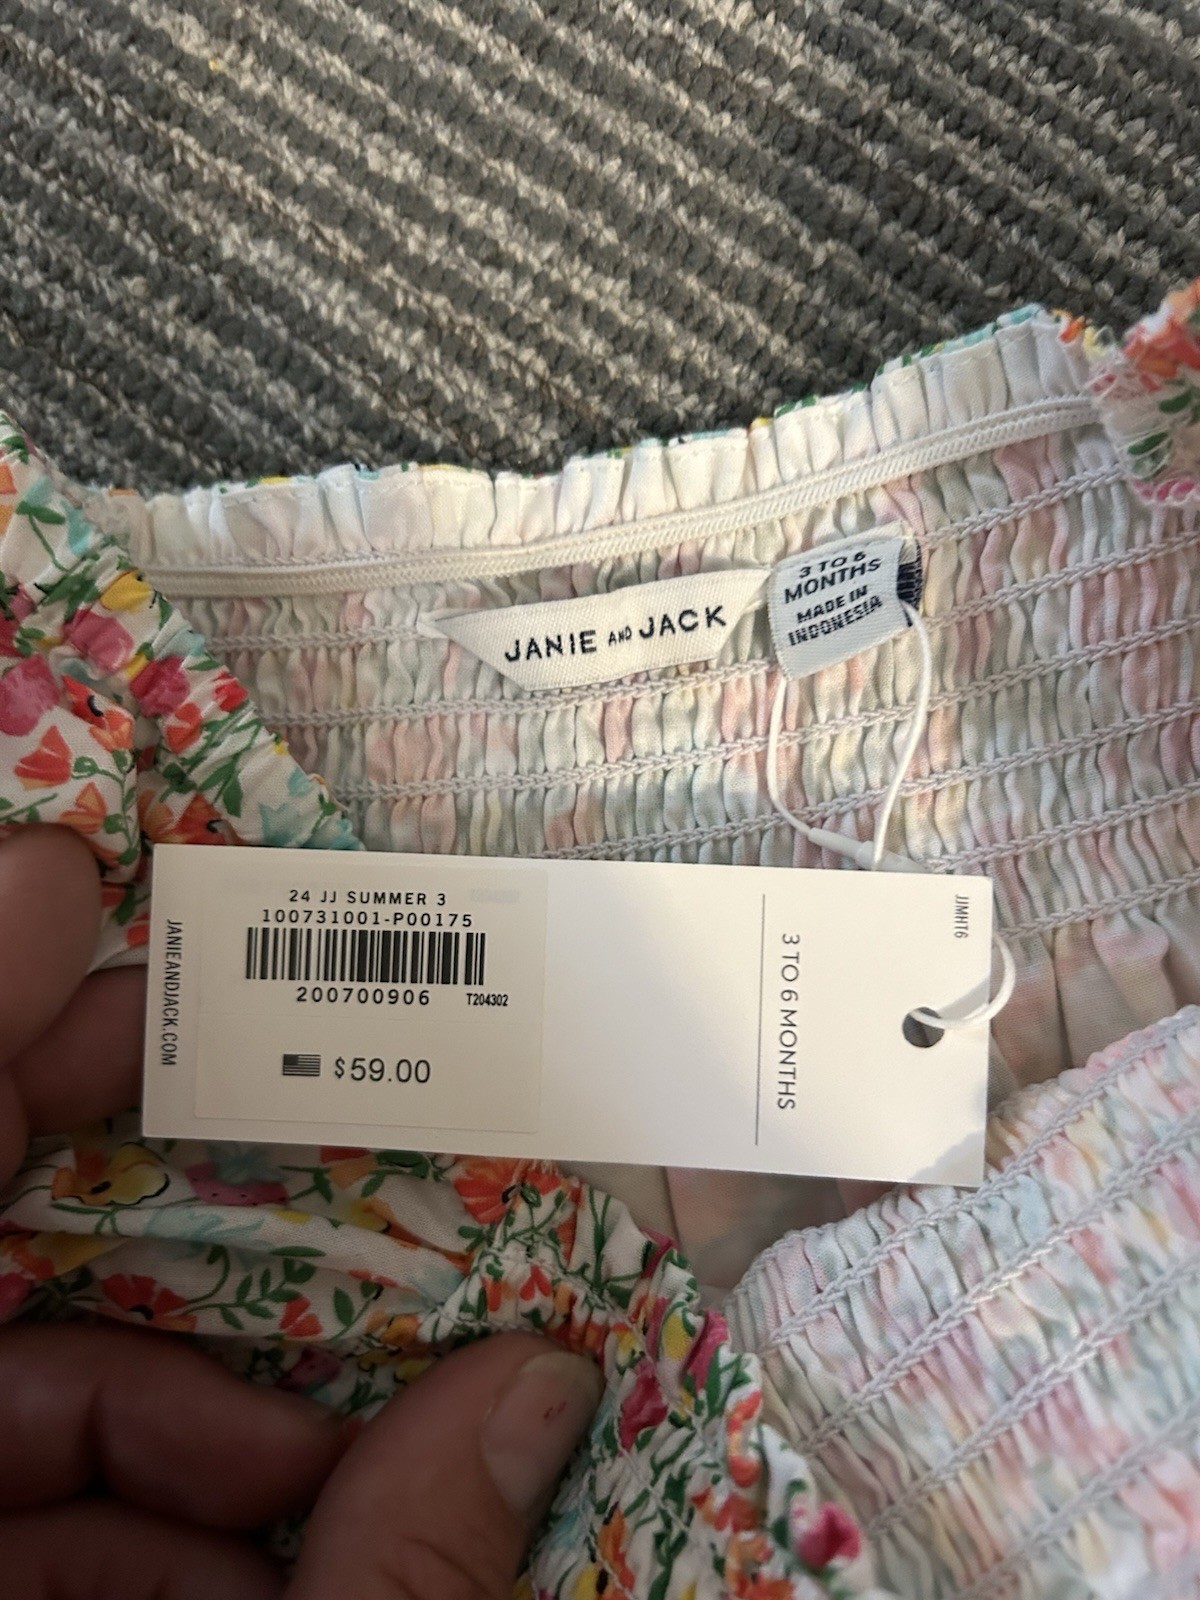 JANIE AND JACK
3 TO 6
MONTHS
MADE IN
INDONESIA
24 JJ SUMMER 3
100731001-P00175
200700906
T204302
$59.00
JANIEANDJACK.COM
3 TO 6 MONTHS
JJMHT6